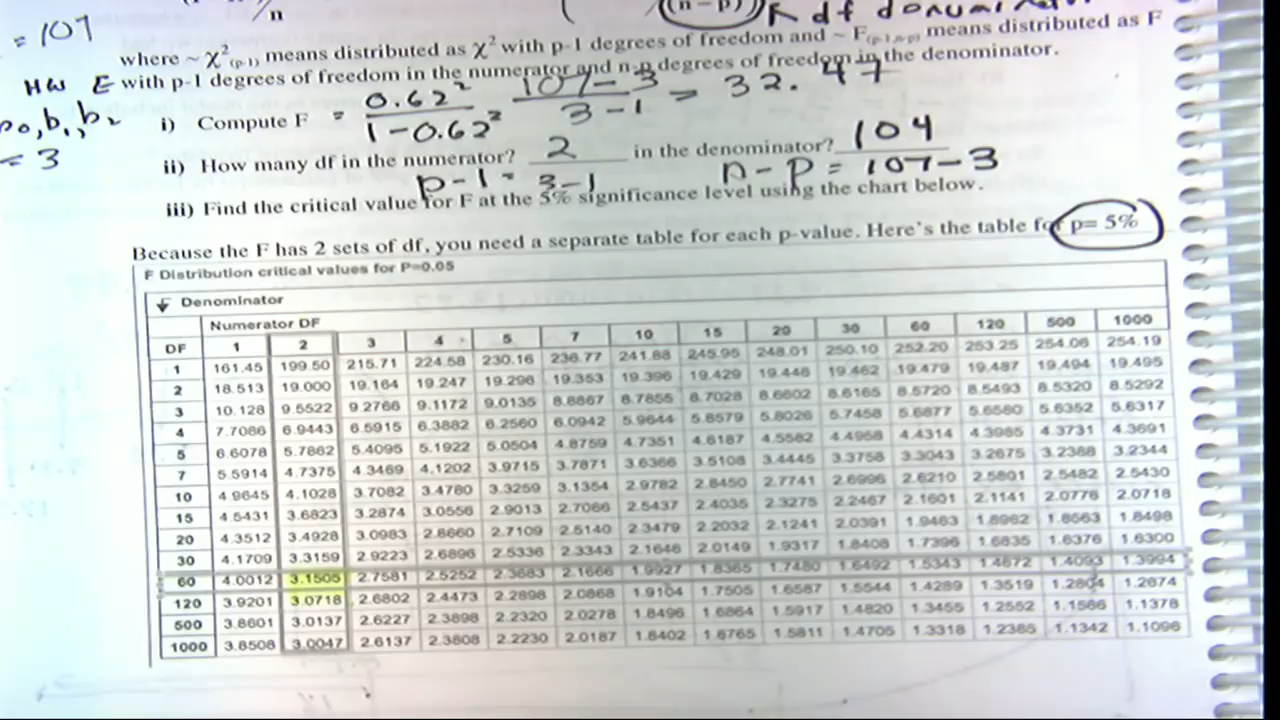 n
(n-p)) df
= 107
where ~ χ²(p-1) means distributed as χ² with p-1 degrees of freedom and ~ F(p-1,n-p) means distributed as F
HW E with p-1 degrees of freedom in the numerator and n-p degrees of freedom in the denominator.
b₁, b₂
= 3
i) Compute F = 0.62² / 1-0.62² · 107-3 / 3-1 = 32.47
ii) How many df in the numerator? 2 in the denominator? 104
p-1 = 3-1 n-p = 107-3
iii) Find the critical value for F at the 5% significance level using the chart below.
Because the F has 2 sets of df, you need a separate table for each p-value. Here's the table for p= 5%
F Distribution critical values for P=0.05
Denominator
Numerator DF
DF 1 2 3 4 5 7 10 15 20 30 60 120 500 1000
1 161.45 199.50 215.71 224.58 230.16 236.77 241.88 245.95 248.01 250.10 252.20 253.25 254.06 254.19
2 18.513 19.000 19.164 19.247 19.296 19.353 19.396 19.429 19.446 19.462 19.479 19.487 19.494 19.495
3 10.128 9.5522 9.2766 9.1172 9.0135 8.8867 8.7855 8.7028 8.6602 8.6165 8.5720 8.5493 8.5320 8.5292
4 7.7086 6.9443 6.5915 6.3882 6.2560 6.0942 5.9644 5.8579 5.8026 5.7458 5.6877 5.6580 5.6352 5.6317
5 6.6078 5.7862 5.4095 5.1922 5.0504 4.8759 4.7351 4.6187 4.5582 4.4958 4.4314 4.3985 4.3731 4.3691
7 5.5914 4.7375 4.3469 4.1202 3.9715 3.7871 3.6366 3.5108 3.4445 3.3758 3.3043 3.2675 3.2388 3.2344
10 4.9645 4.1028 3.7082 3.4780 3.3259 3.1354 2.9782 2.8450 2.7741 2.6996 2.6210 2.5801 2.5482 2.5430
15 4.5431 3.6823 3.2874 3.0556 2.9013 2.7066 2.5437 2.4035 2.3275 2.2467 2.1601 2.1141 2.0776 2.0718
20 4.3512 3.4928 3.0983 2.8660 2.7109 2.5140 2.3479 2.2032 2.1241 2.0391 1.9463 1.8962 1.8563 1.8498
30 4.1709 3.3159 2.9223 2.6896 2.5336 2.3343 2.1646 2.0149 1.9317 1.8408 1.7396 1.6835 1.6376 1.6300
60 4.0012 3.1505 2.7581 2.5252 2.3683 2.1666 1.9927 1.8365 1.7480 1.6492 1.5343 1.4672 1.4093 1.3994
120 3.9201 3.0718 2.6802 2.4473 2.2898 2.0868 1.9104 1.7505 1.6587 1.5544 1.4289 1.3519 1.2804 1.2674
500 3.8601 3.0137 2.6227 2.3898 2.2320 2.0278 1.8496 1.6864 1.5917 1.4820 1.3455 1.2552 1.1586 1.1378
1000 3.8508 3.0047 2.6137 2.3808 2.2230 2.0187 1.8402 1.6765 1.5811 1.4705 1.3318 1.2385 1.1342 1.1096